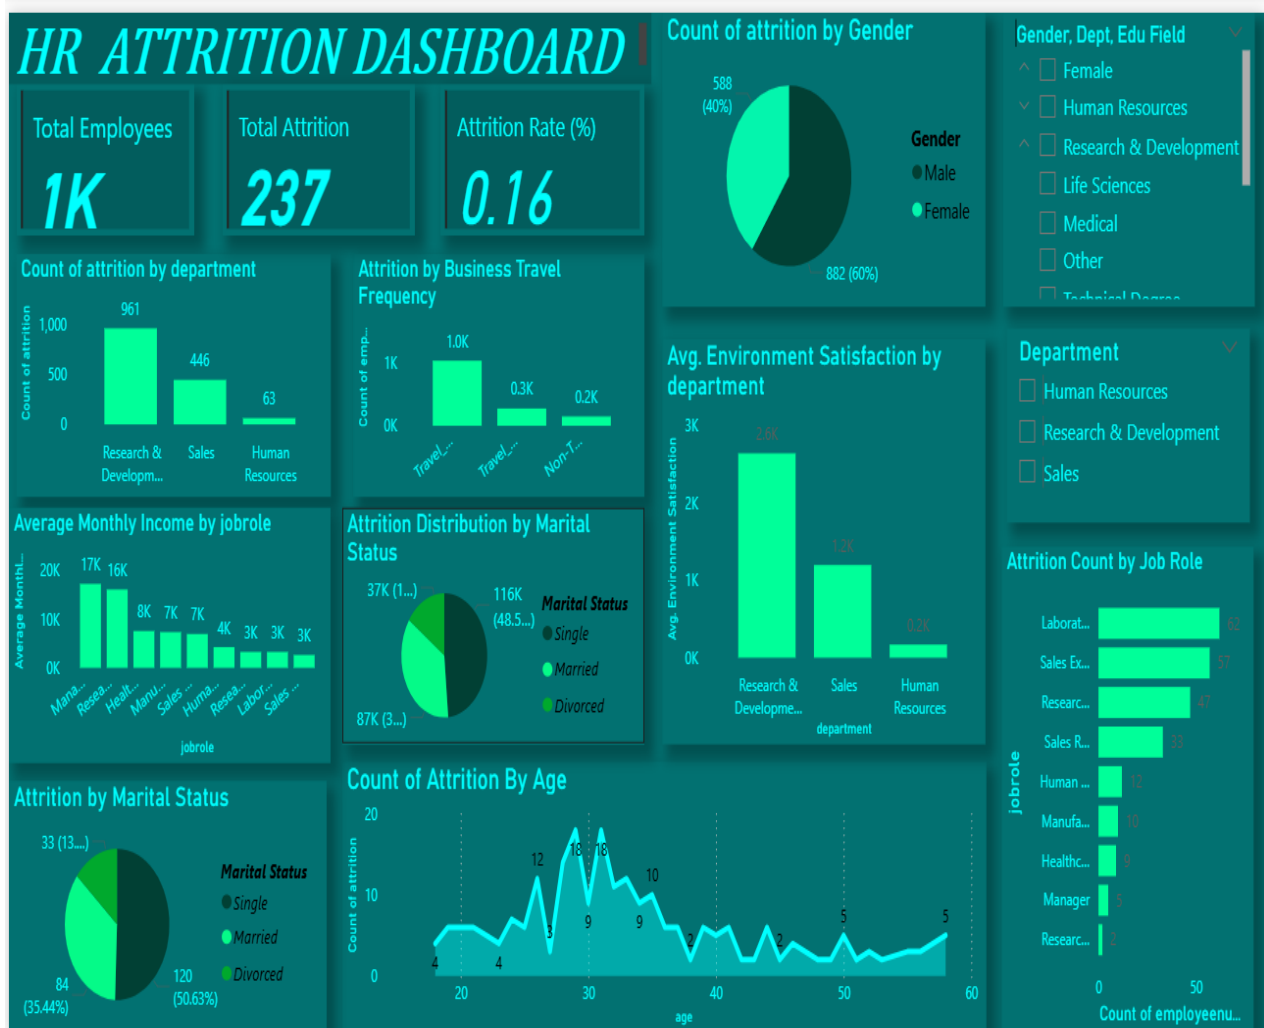 HR ATTRITION DASHBOARD
Total Employees
1K
Total Attrition
237
Attrition Rate (%)
0.16
Count of attrition by Gender
588
(40%)
882 (60%)
Gender
Male
Female
Gender, Dept, Edu Field
Female
Human Resources
Research & Development
Life Sciences
Medical
Other
Technical Degree
Count of attrition by department
Count of attrition
1,000
500
0
961
446
63
Research &
Developm...
Sales
Human
Resources
Attrition by Business Travel
Frequency
Count of emp...
1K
0K
1.0K
0.3K
0.2K
Travel_...
Travel_...
Non-T...
Avg. Environment Satisfaction by
department
Avg. Environment Satisfaction
3K
2K
1K
0K
2.6K
1.2K
0.2K
Research &
Developme...
Sales
Human
Resources
department
Department
Human Resources
Research & Development
Sales
Average Monthly Income by jobrole
Average Monthl...
20K
10K
0K
17K
16K
8K
7K
7K
4K
3K
3K
3K
Mana...
Resea...
Healt...
Manu...
Sales ...
Huma...
Resea...
Labor...
Sales ...
jobrole
Attrition Distribution by Marital
Status
37K (1...)
116K
(48.5...)
87K (3...)
Marital Status
Single
Married
Divorced
Attrition Count by Job Role
jobrole
Laborat...
62
Sales Ex...
57
Researc...
47
Sales R...
33
Human ...
12
Manufa...
10
Healthc...
9
Manager
5
Researc...
2
0
50
Count of employeenu...
Attrition by Marital Status
33 (13....)
84
(35.44%)
120
(50.63%)
Marital Status
Single
Married
Divorced
Count of Attrition By Age
Count of attrition
20
10
0
4
4
12
3
18
9
18
9
10
2
2
5
5
20
30
40
50
60
age